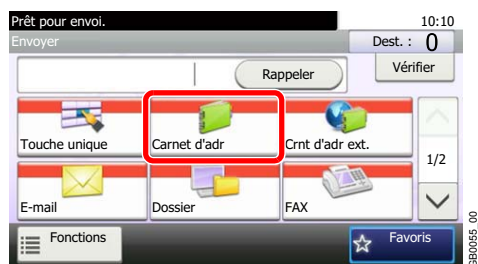 Prêt pour envoi. 10:10
Envoyer Dest. : 0
Rappeler Vérifier
Touche unique Carnet d'adr Crnt d'adr ext.
1/2
E-mail Dossier FAX
Fonctions Favoris
GB0055_00